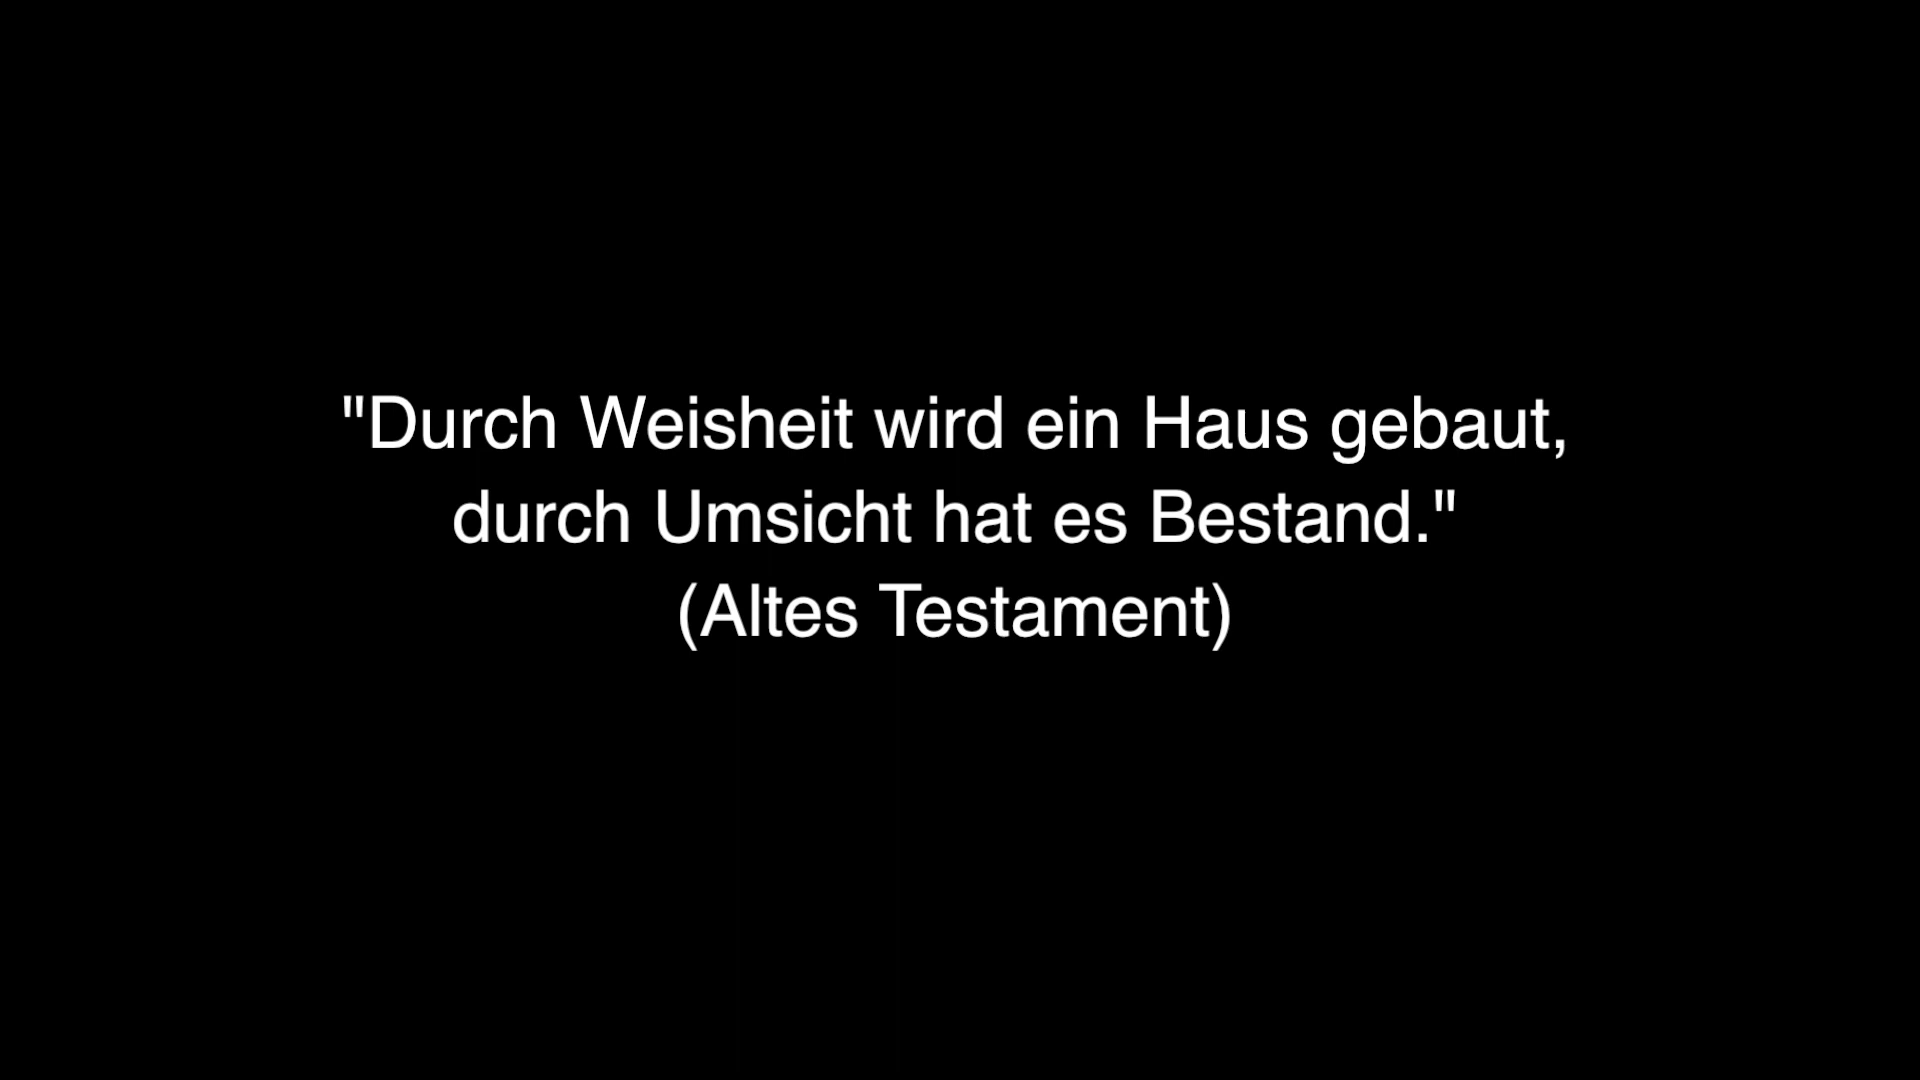 "Durch Weisheit wird ein Haus gebaut,
durch Umsicht hat es Bestand."
(Altes Testament)